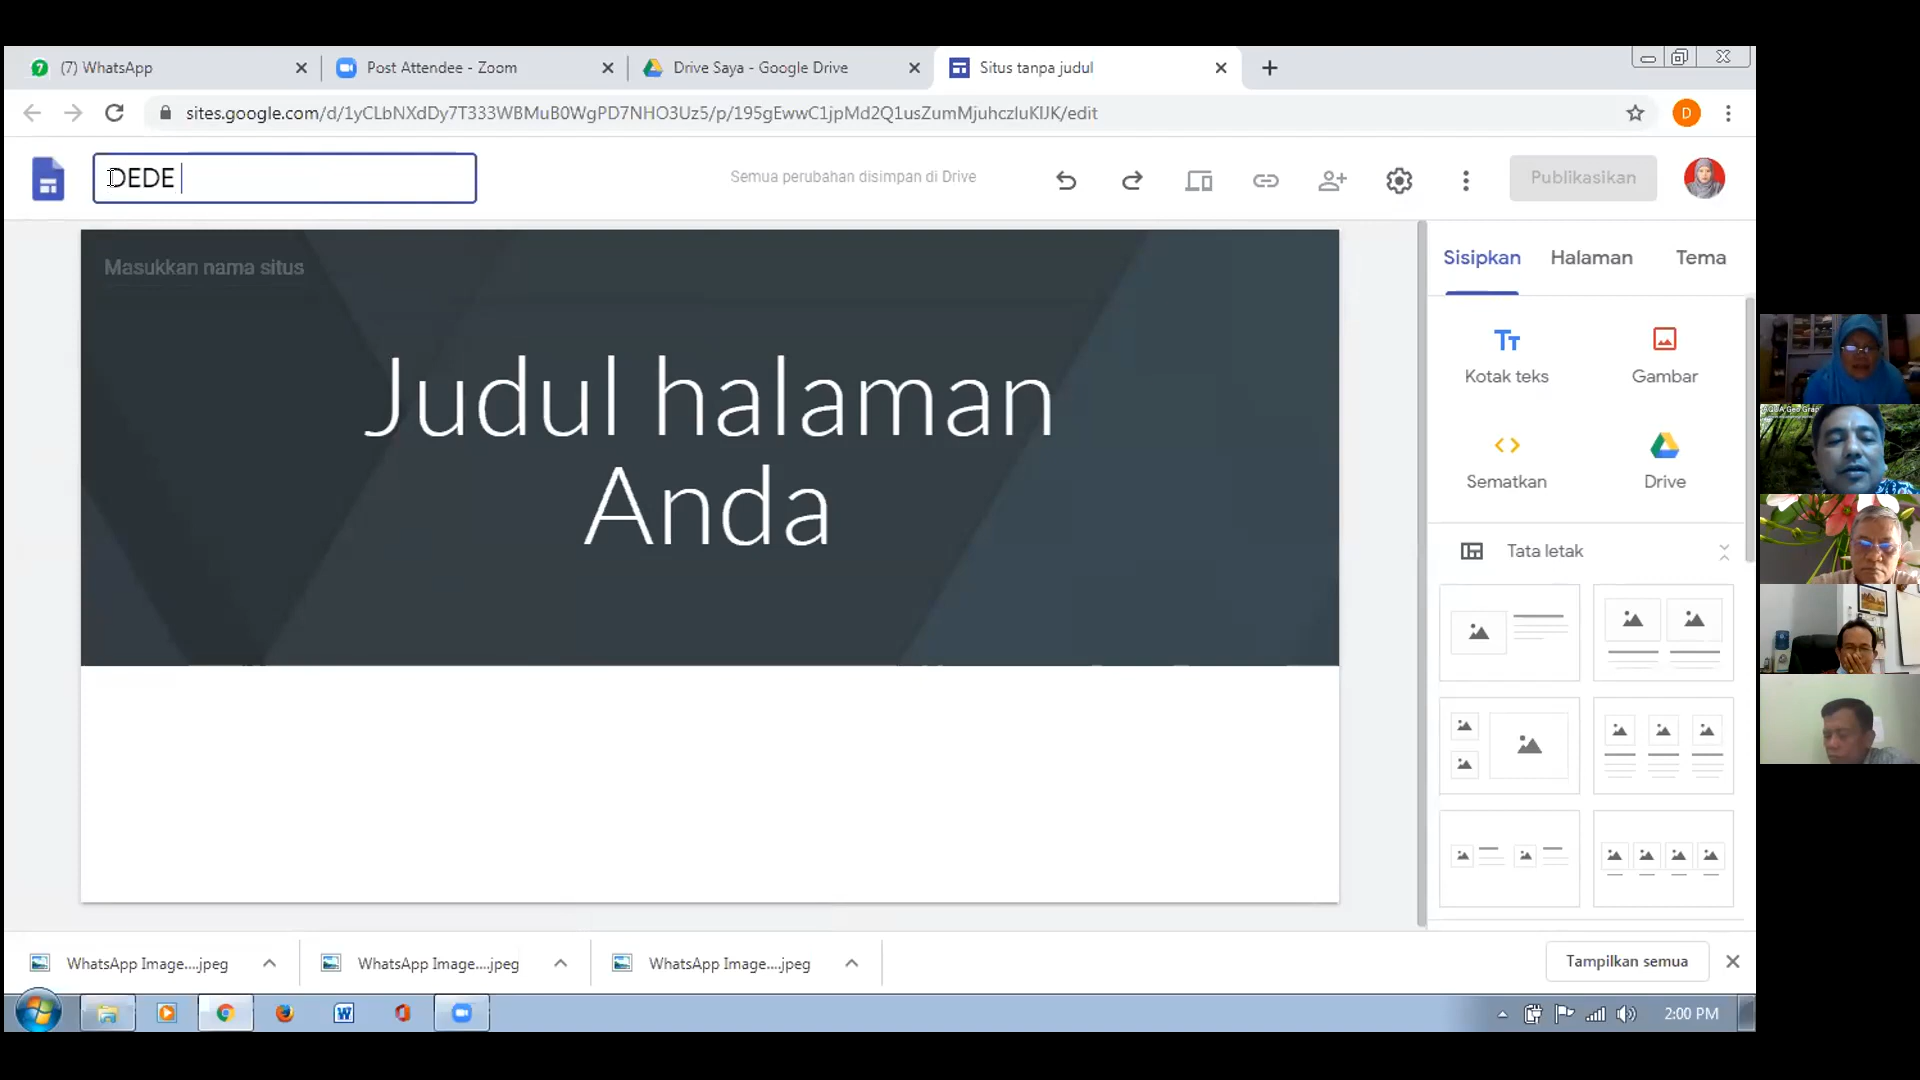 (7) WhatsApp
Post Attendee - Zoom
Drive Saya - Google Drive
Situs tanpa judul
sites.google.com/d/1yCLbNXdDy7T333WBMuB0WgPD7NHO3Uz5/p/195gEwwC1jpMd2Q1usZumMjuhczluKlJK/edit
D
DEDE
Semua perubahan disimpan di Drive
Publikasikan
Masukkan nama situs
Judul halaman
Anda
Sisipkan
Halaman
Tema
Kotak teks
Gambar
Sematkan
Drive
Tata letak
WhatsApp Image....jpeg
WhatsApp Image....jpeg
WhatsApp Image....jpeg
Tampilkan semua
2:00 PM